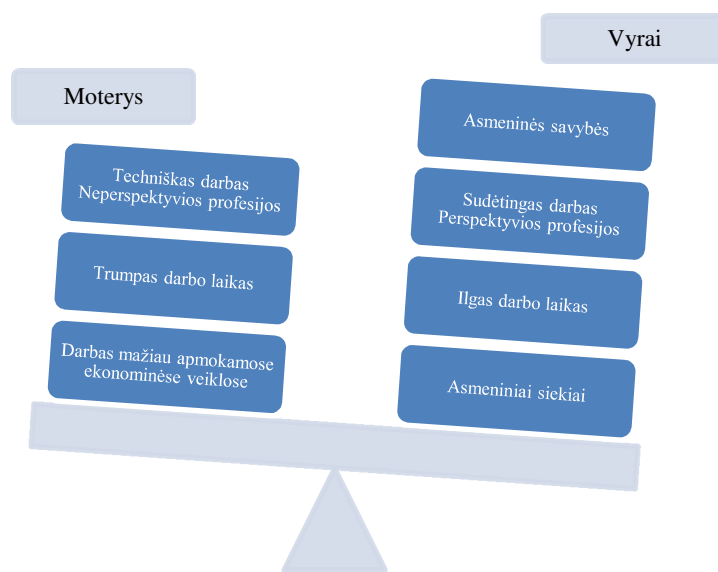 Moterys
Techniškas darbas
Neperspektyvios profesijos
Trumpas darbo laikas
Darbas mažiau apmokamose
ekonominėse veiklose
Vyrai
Asmeninės savybės
Sudėtingas darbas
Perspektyvios profesijos
Ilgas darbo laikas
Asmeniniai siekiai